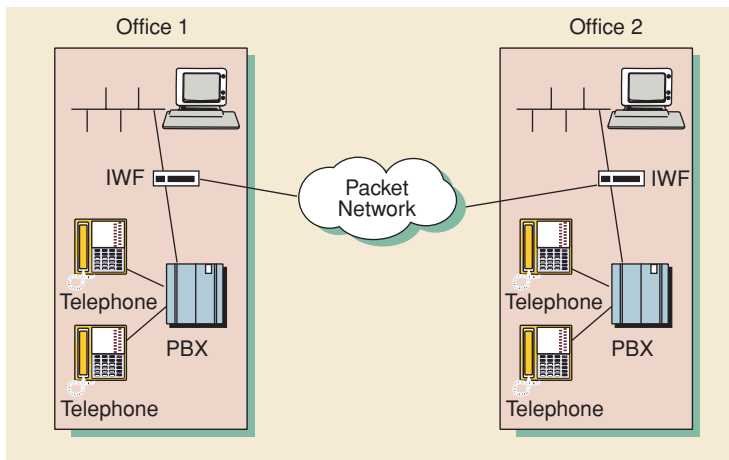 Office 1
Office 2
IWF
Packet
Network
IWF
Telephone
PBX
Telephone
Telephone
PBX
Telephone